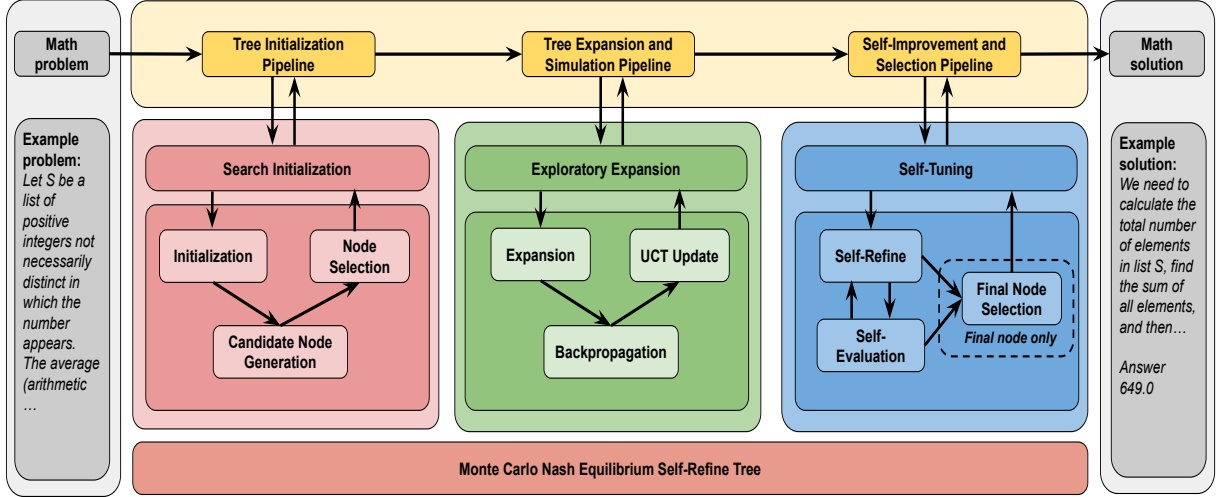 Math
problem
Tree Initialization
Pipeline
Tree Expansion and
Simulation Pipeline
Self-Improvement and
Selection Pipeline
Math
solution
Example
problem:
Let S be a
list of
positive
integers not
necessarily
distinct in
which the
number
appears.
The average
(arithmetic
…
Search Initialization
Initialization
Node
Selection
Candidate Node
Generation
Exploratory Expansion
Expansion
UCT Update
Backpropagation
Self-Tuning
Self-Refine
Self-
Evaluation
Final Node
Selection
Final node only
Example
solution:
We need to
calculate the
total number
of elements
in list S, find
the sum of
all elements,
and then…
Answer
649.0
Monte Carlo Nash Equilibrium Self-Refine Tree